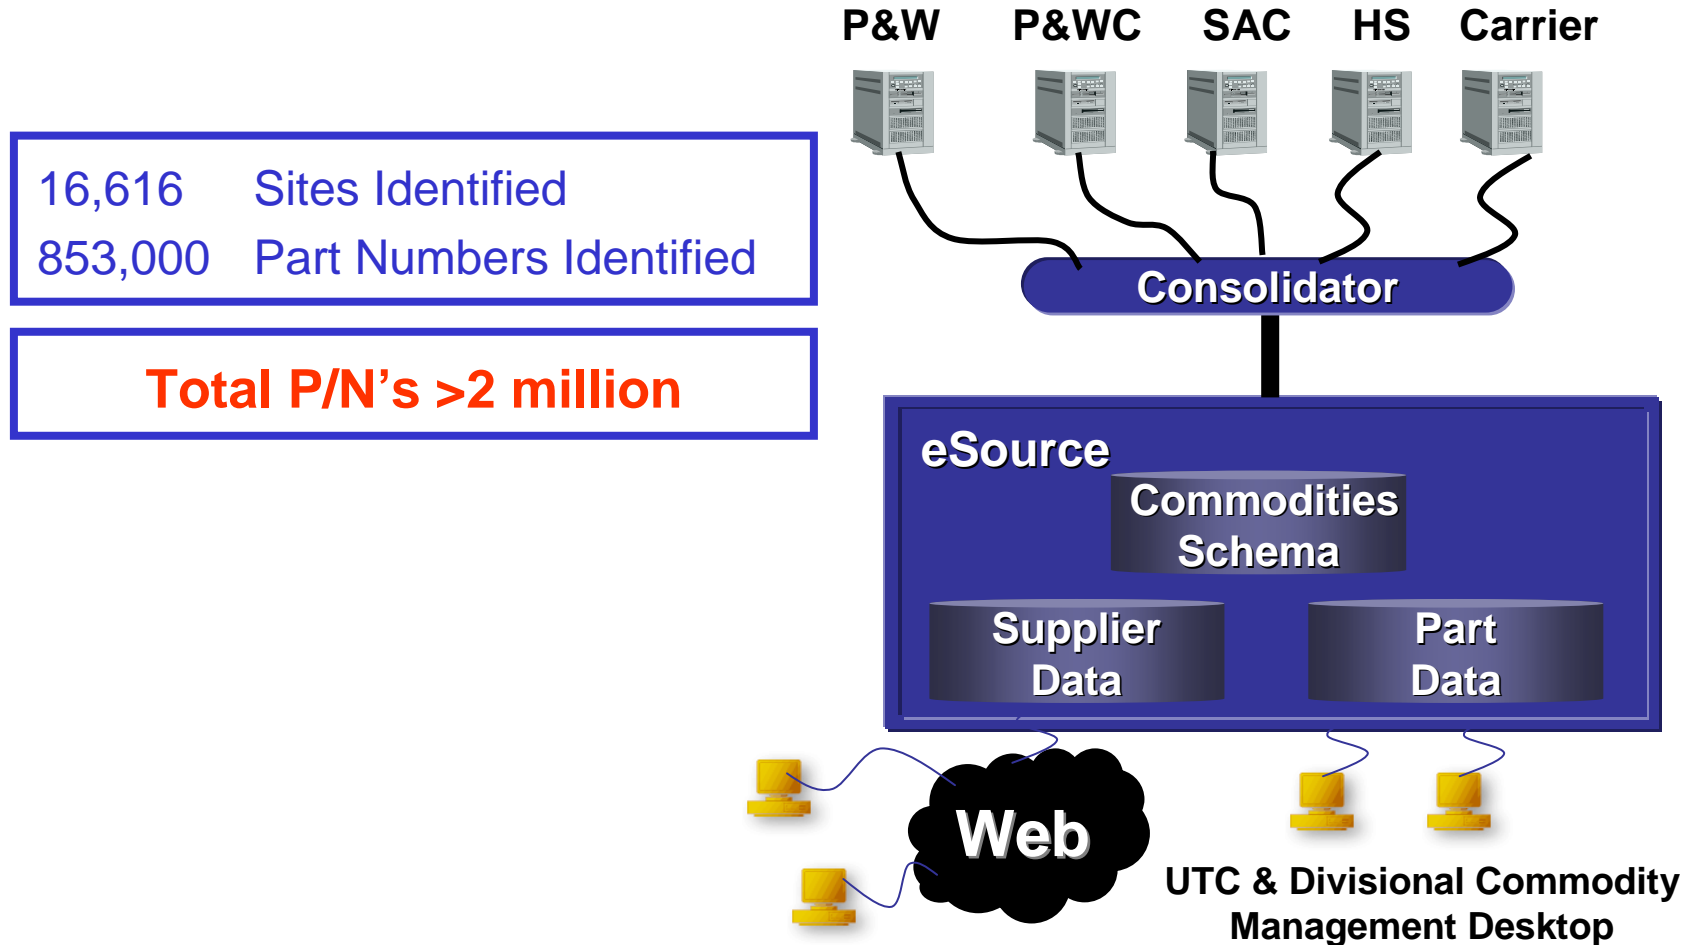 P&W P&WC SAC HS Carrier
16,616 Sites Identified
853,000 Part Numbers Identified
Total P/N’s >2 million
Consolidator
eSource
Commodities
Schema
Supplier
Data
Part
Data
Web
UTC & Divisional Commodity
Management Desktop